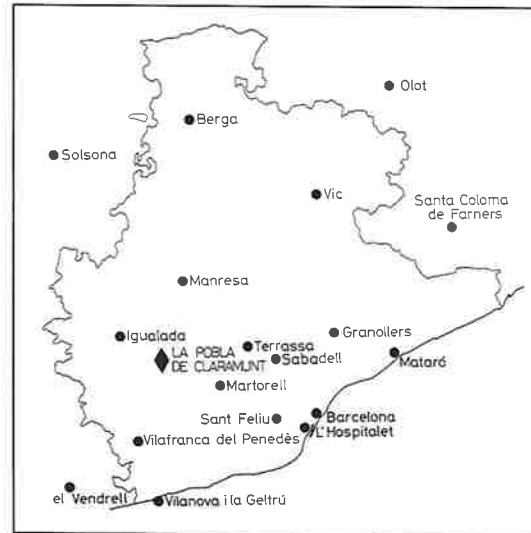 Olot
Berga
Solsona
Vic
Santa Coloma
de Farners
Manresa
Igualada
Terrassa
Granollers
LA POBLA
DE CLARAMUNT
Sabadell
Mataró
Martorell
Sant Feliu
Barcelona
L'Hospitalet
Vilafranca del Penedès
el Vendrell
Vilanova i la Geltrú